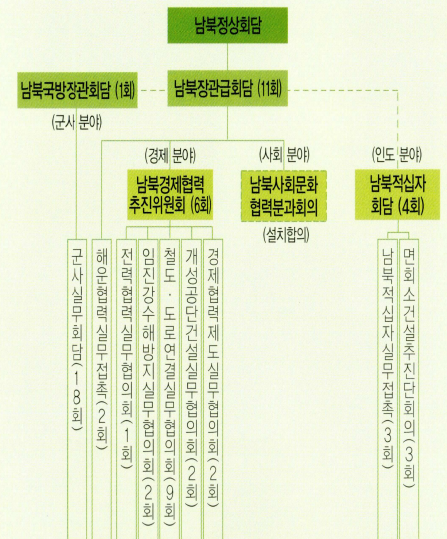 남북정상회담
남북국방장관회담 (1회)
남북장관급회담 (11회)
(군사 분야)
(경제 분야)
(사회 분야)
(인도 분야)
남북경제협력
추진위원회 (6회)
남북사회문화
협력분과회의
(설치합의)
남북적십자
회담 (4회)
군사실무회담(18회)
해운협력실무접촉(2회)
전력협력실무협의회(1회)
임진강수해방지실무협의회(2회)
철도·도로연결실무협의회(9회)
개성공단건설실무협의회(2회)
경제협력제도실무협의회(2회)
남북적십자실무접촉(3회)
면회소건설추진단회의(3회)